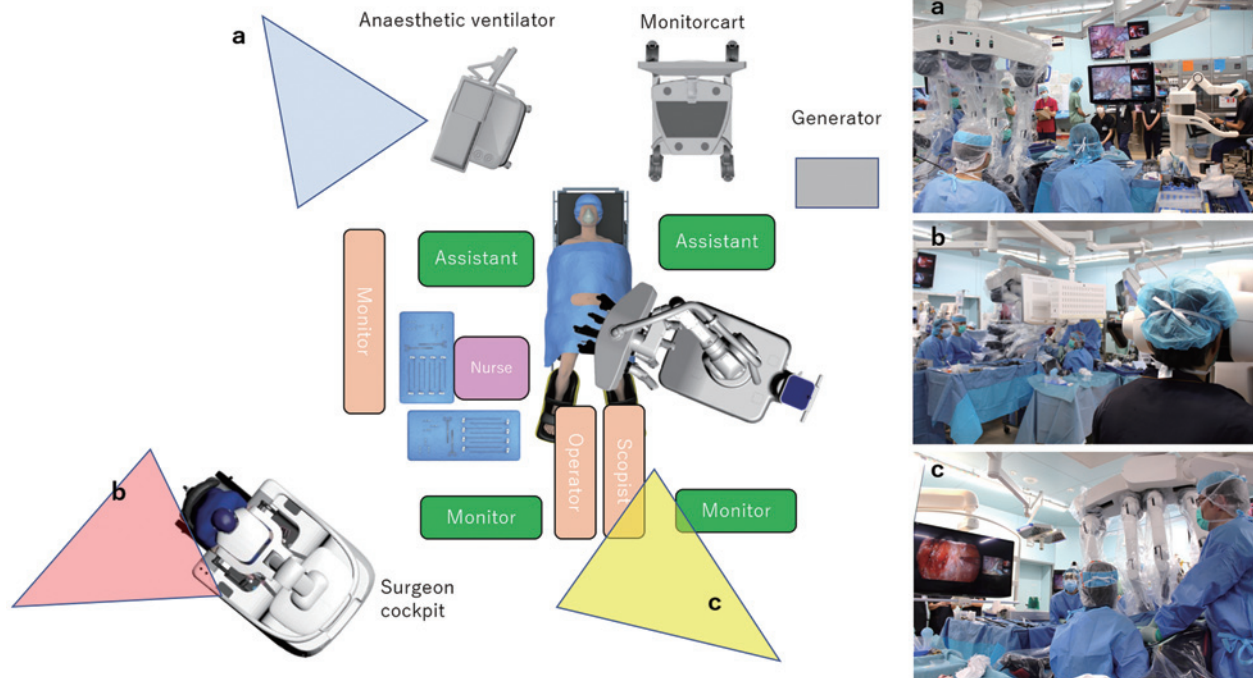 a
Anaesthetic ventilator
Monitorcart
Generator
Monitor
Assistant
Assistant
Nurse
Operator
Scopist
Monitor
Monitor
b
Surgeon
cockpit
c
a
b
c